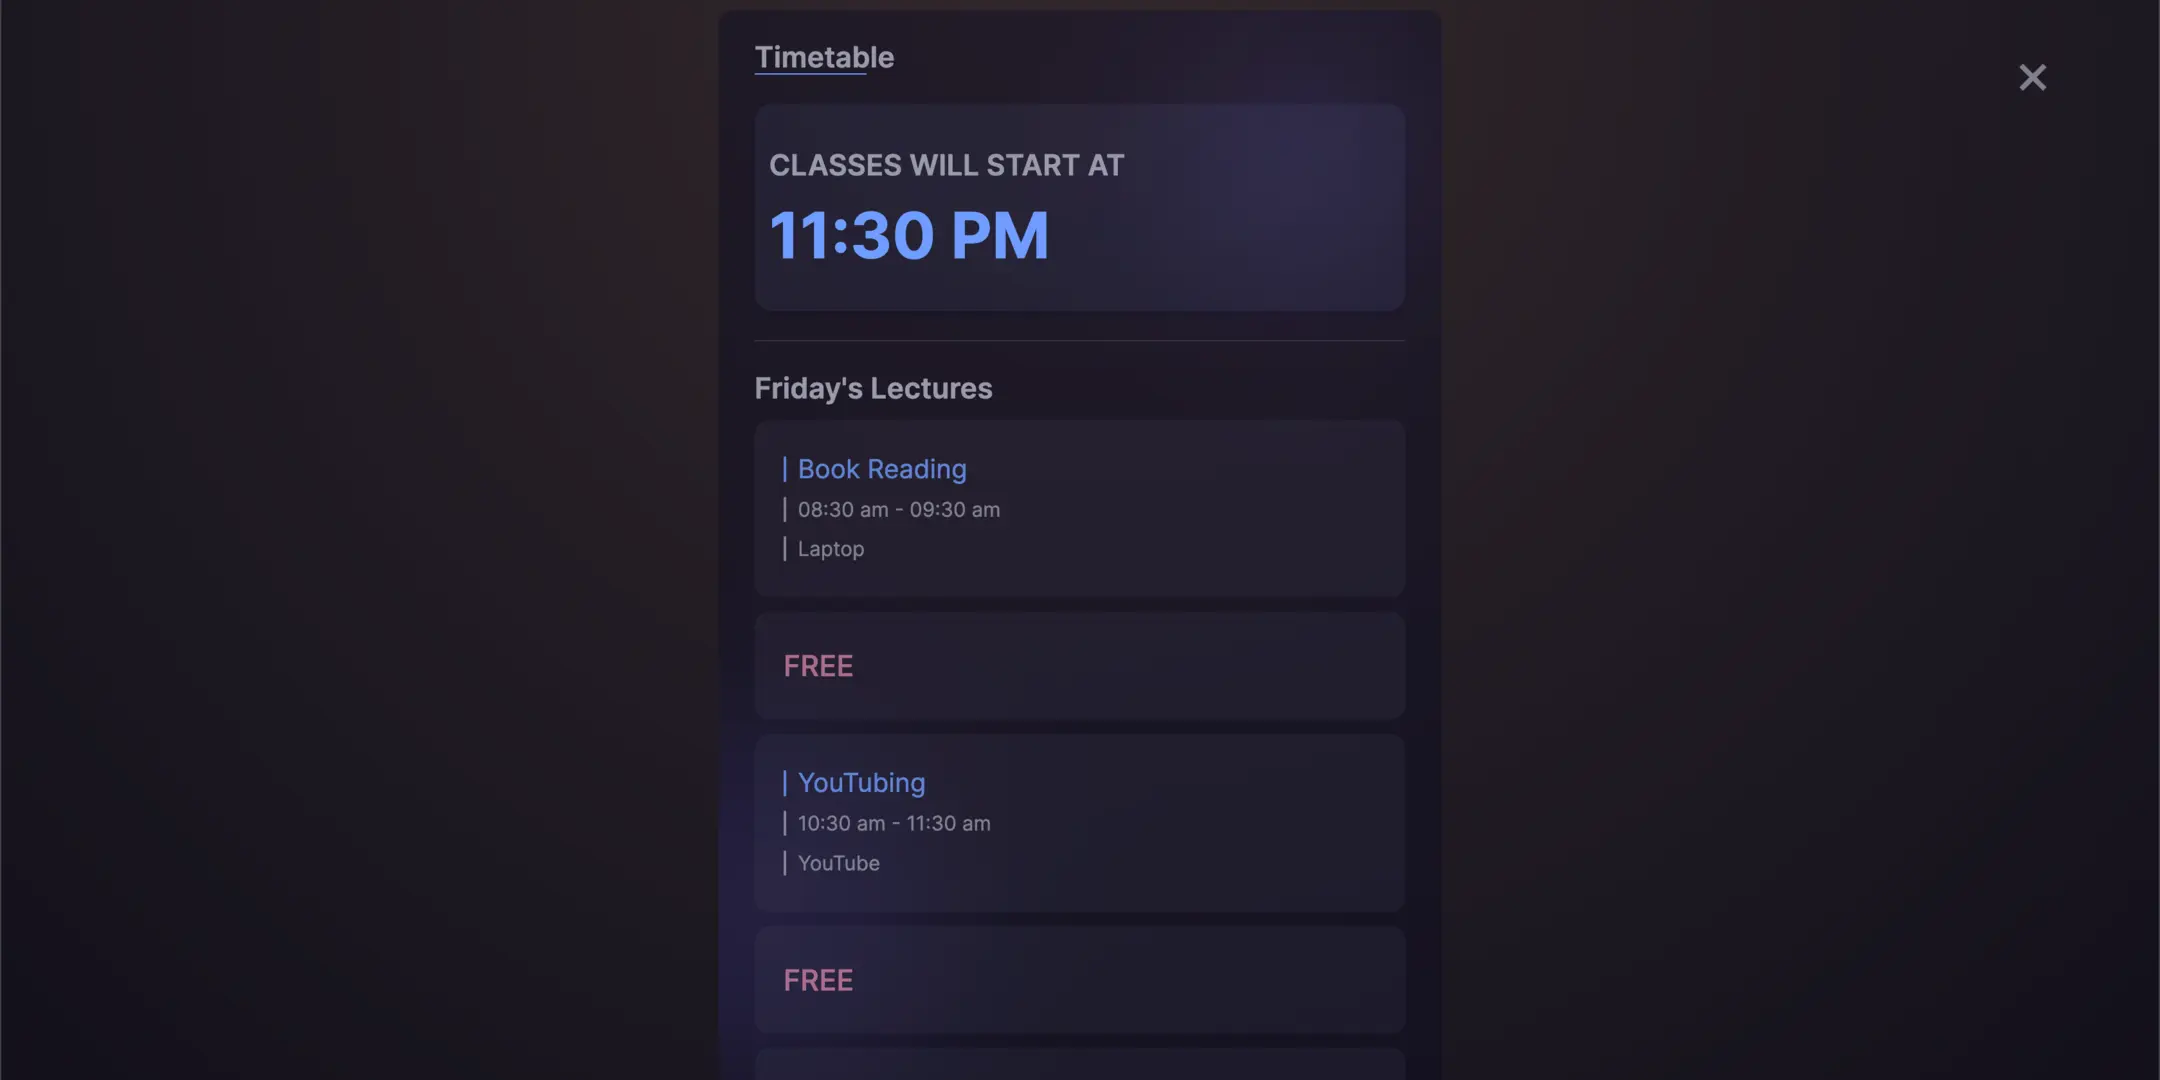 Timetable
CLASSES WILL START AT
11:30 PM
Friday's Lectures
Book Reading
08:30 am - 09:30 am
Laptop
FREE
YouTubing
10:30 am - 11:30 am
YouTube
FREE